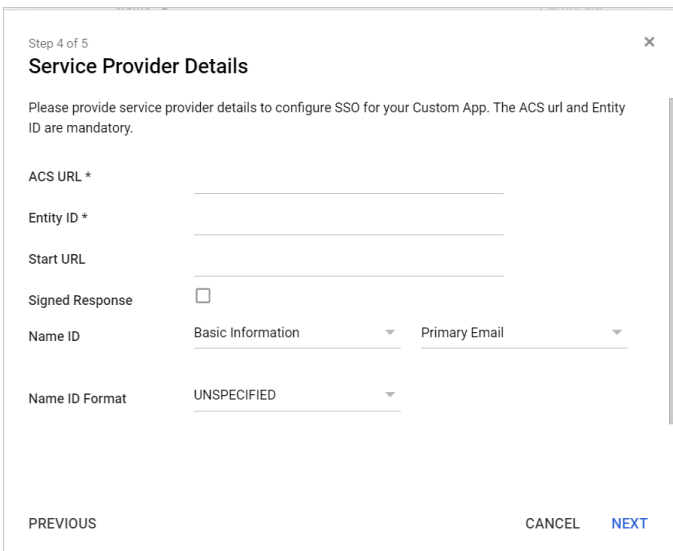 Step 4 of 5
Service Provider Details
Please provide service provider details to configure SSO for your Custom App. The ACS url and Entity
ID are mandatory.
ACS URL *
Entity ID *
Start URL
Signed Response
Name ID Basic Information Primary Email
Name ID Format UNSPECIFIED
PREVIOUS CANCEL NEXT